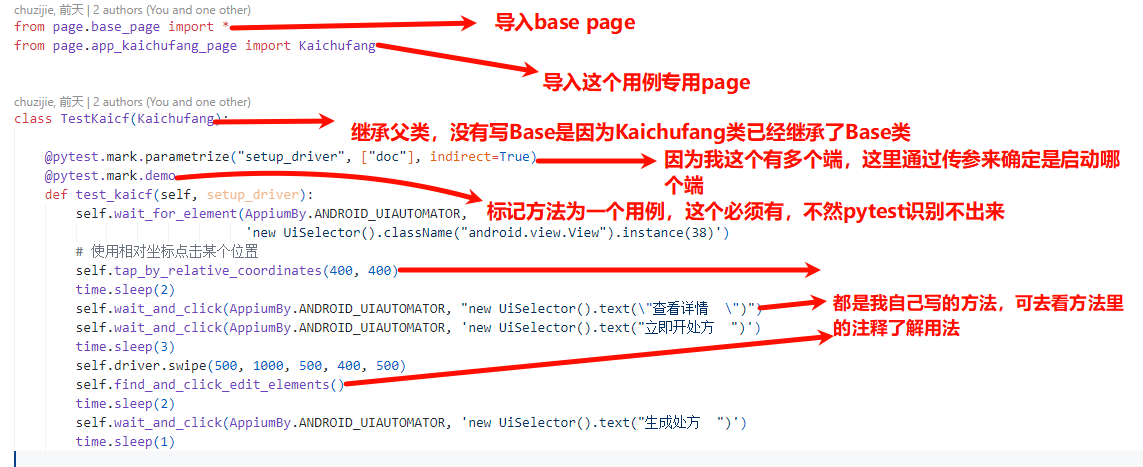 chuzijie, 前天 | 2 authors (You and one other)
from page.base_page import *
导入base page
from page.app_kaichufang_page import Kaichufang
导入这个用例专用page
chuzijie, 前天 | 2 authors (You and one other)
class TestKaicf(Kaichufang):
继承父类，没有写Base是因为Kaichufang类已经继承了Base类
@pytest.mark.parametrize("setup_driver", ["doc"], indirect=True)
因为我这个有多个端，这里通过传参来确定是启动哪
个端
@pytest.mark.demo
def test_kaicf(self, setup_driver):
标记方法为一个用例，这个必须有，不然pytest识别不出来
self.wait_for_element(AppiumBy.ANDROID_UIAUTOMATOR,
'new UiSelector().className("android.view.View").instance(38)')
# 使用相对坐标点击某个位置
self.tap_by_relative_coordinates(400, 400)
time.sleep(2)
self.wait_and_click(AppiumBy.ANDROID_UIAUTOMATOR, "new UiSelector().text(\"查看详情  \")")
都是我自己写的方法，可去看方法里
的注释了解用法
self.wait_and_click(AppiumBy.ANDROID_UIAUTOMATOR, 'new UiSelector().text("立即开处方  ")')
time.sleep(3)
self.driver.swipe(500, 1000, 500, 400, 500)
self.find_and_click_edit_elements()
time.sleep(2)
self.wait_and_click(AppiumBy.ANDROID_UIAUTOMATOR, 'new UiSelector().text("生成处方  ")')
time.sleep(1)